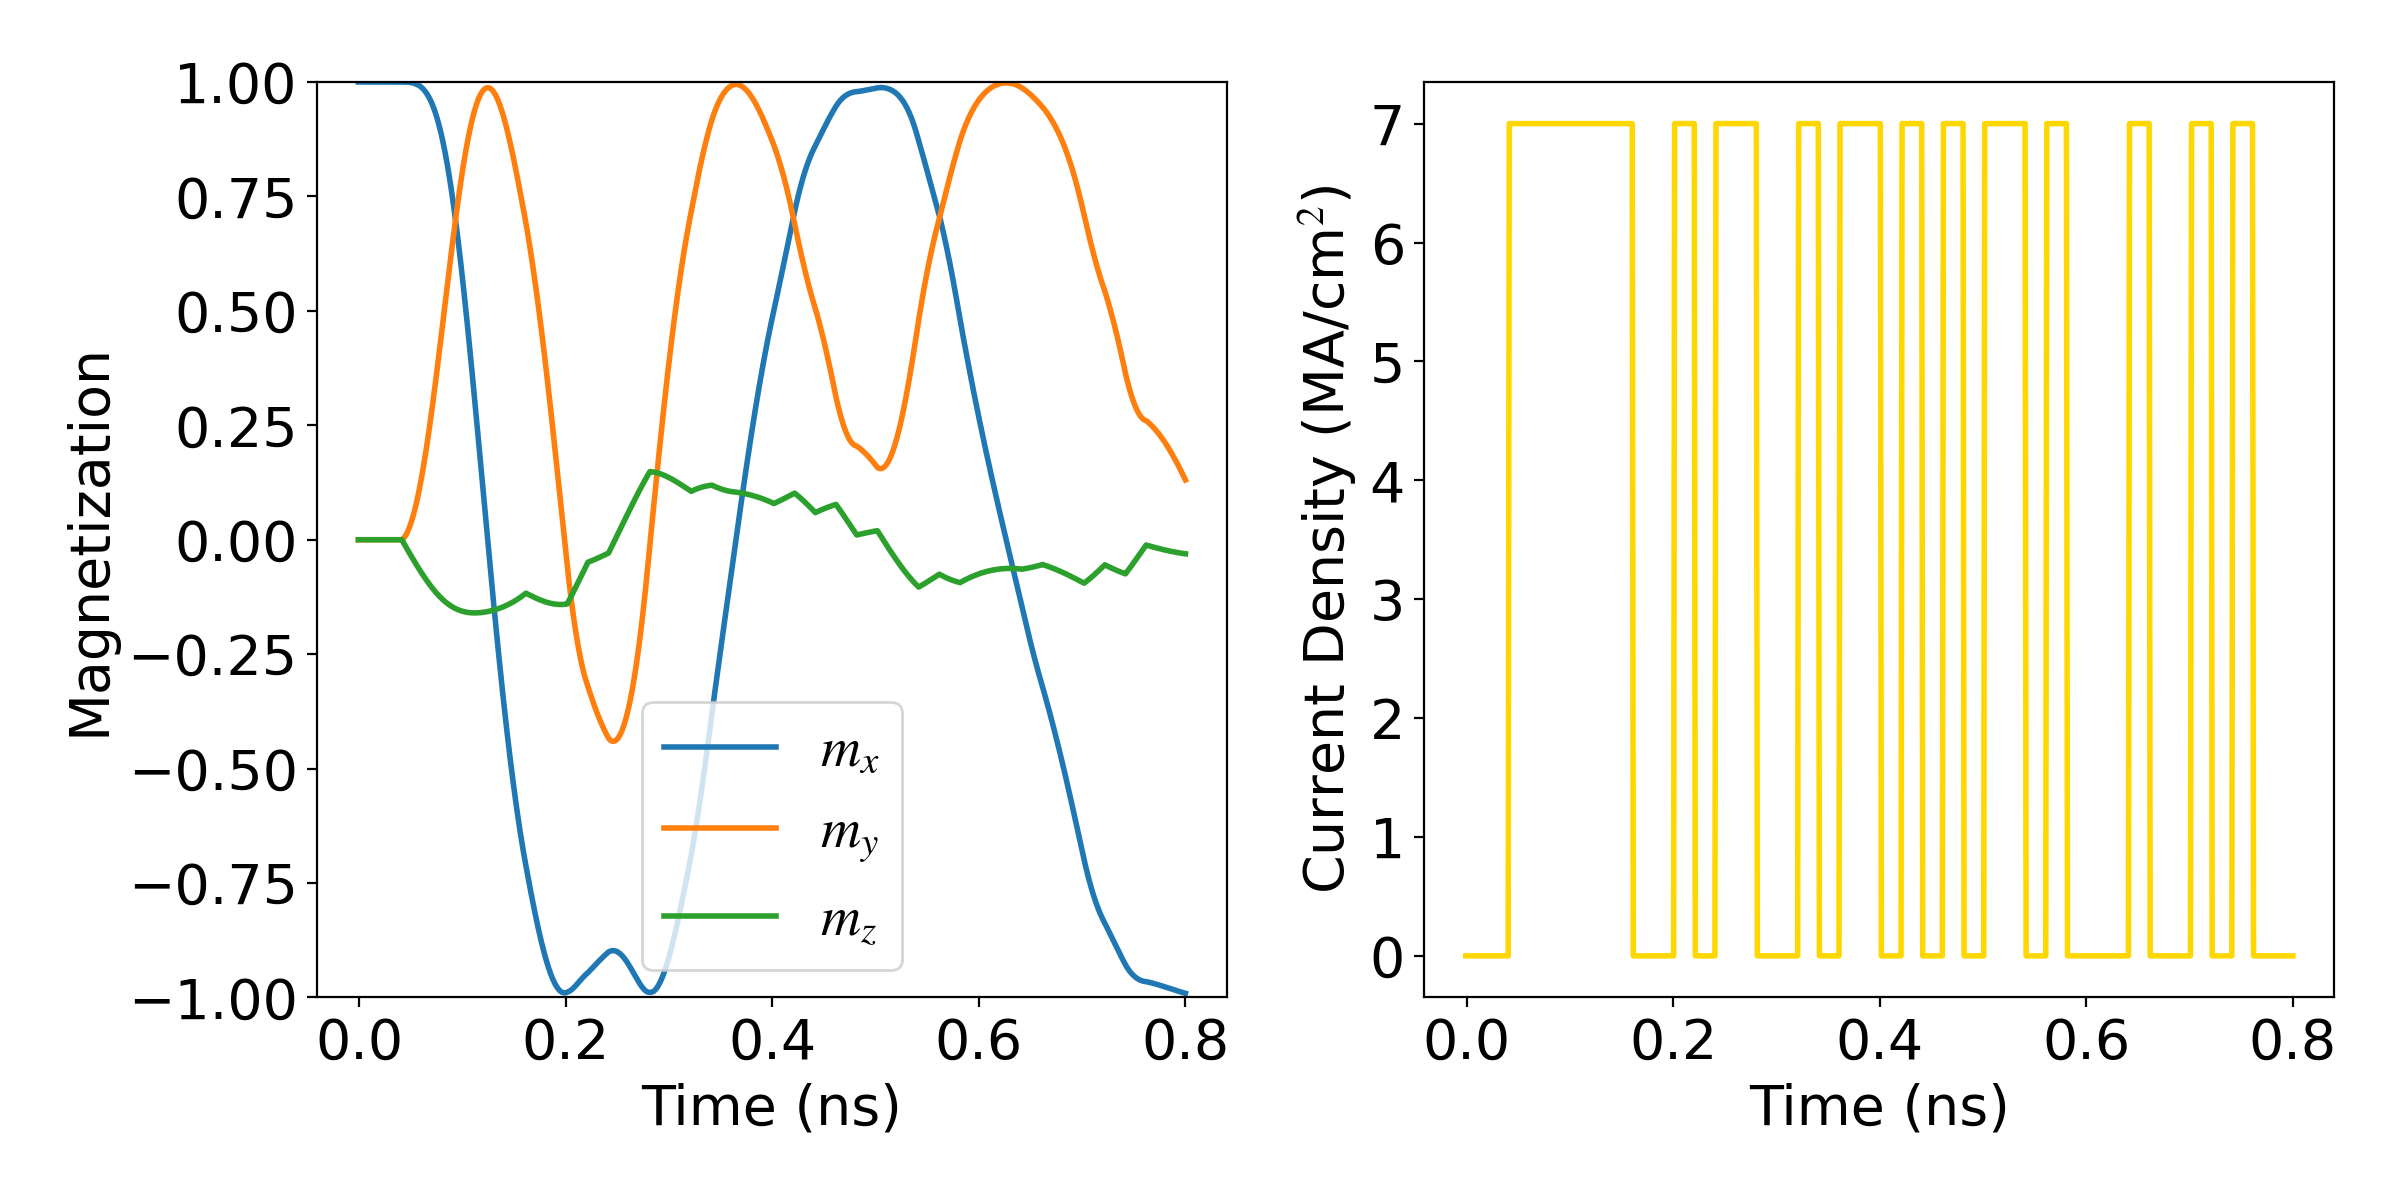 1.00
0.75
0.50
0.25
0.00
−0.25
−0.50
−0.75
−1.00
Magnetization
m_x
m_y
m_z
0.0 0.2 0.4 0.6 0.8
Time (ns)
7
6
5
4
3
2
1
0
Current Density (MA/cm²)
0.0 0.2 0.4 0.6 0.8
Time (ns)